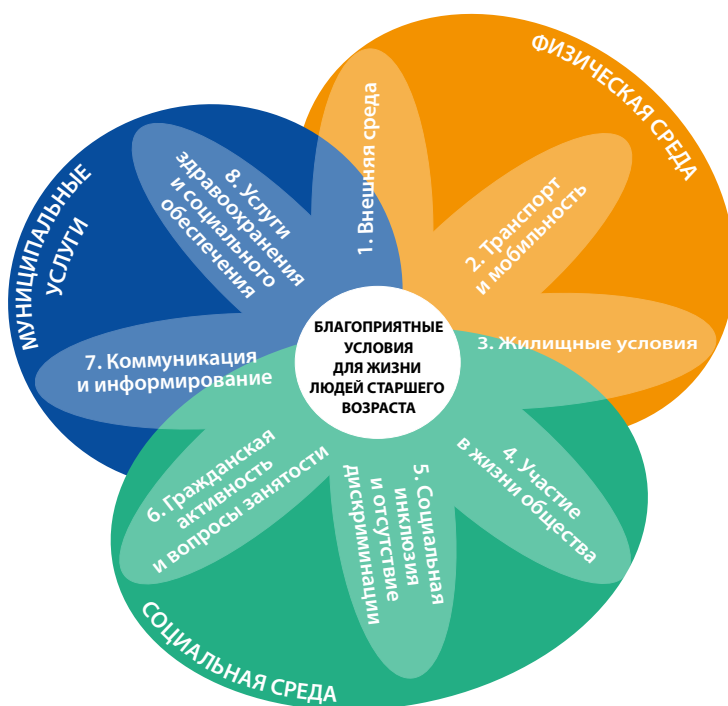 ФИЗИЧЕСКАЯ СРЕДА
1. Внешняя среда
2. Транспорт
и мобильность
3. Жилищные условия
4. Участие
в жизни общества
5. Социальная
инклюзия
и отсутствие
дискриминации
6. Гражданская
активность
и вопросы занятости
7. Коммуникация
и информирование
8. Услуги
здравоохранения
и социального
обеспечения
МУНИЦИПАЛЬНЫЕ
УСЛУГИ
БЛАГОПРИЯТНЫЕ
УСЛОВИЯ
ДЛЯ ЖИЗНИ
ЛЮДЕЙ СТАРШЕГО
ВОЗРАСТА
СОЦИАЛЬНАЯ СРЕДА